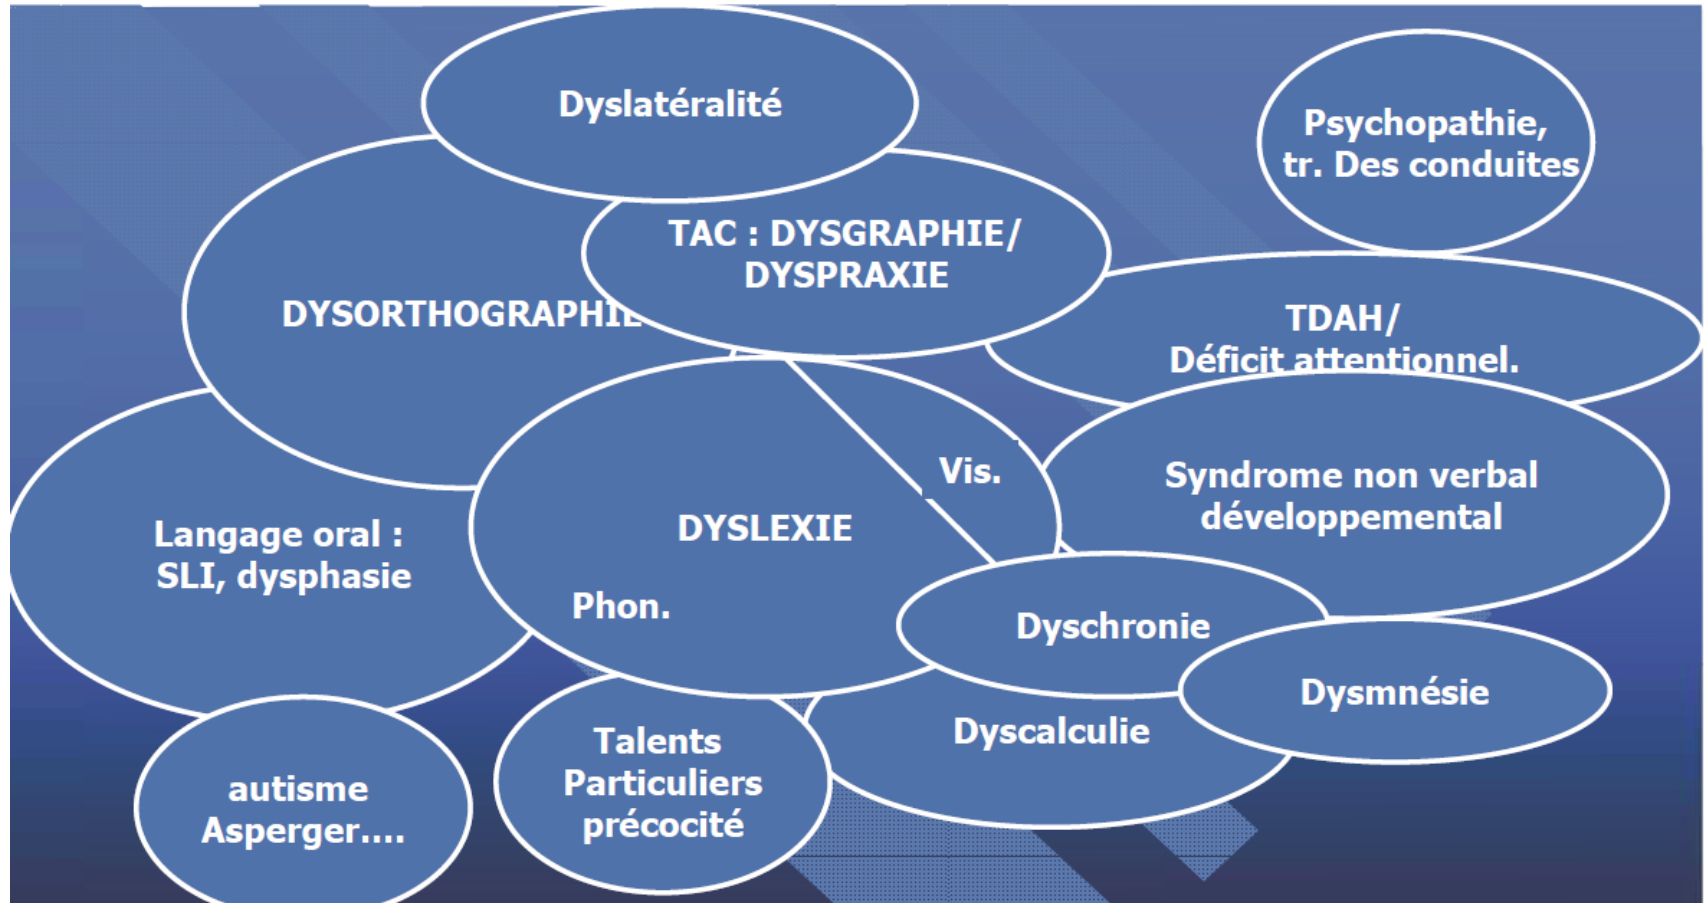 Dyslatéralité
Psychopathie,
tr. Des conduites
TAC : DYSGRAPHIE/
DYSPRAXIE
DYSORTHOGRAPHIE
TDAH/
Déficit attentionnel.
Vis.
Syndrome non verbal
développemental
DYSLEXIE
Langage oral :
SLI, dysphasie
Phon.
Dyschronie
Dysmnésie
Dyscalculie
Talents
Particuliers
précocité
autisme
Asperger....